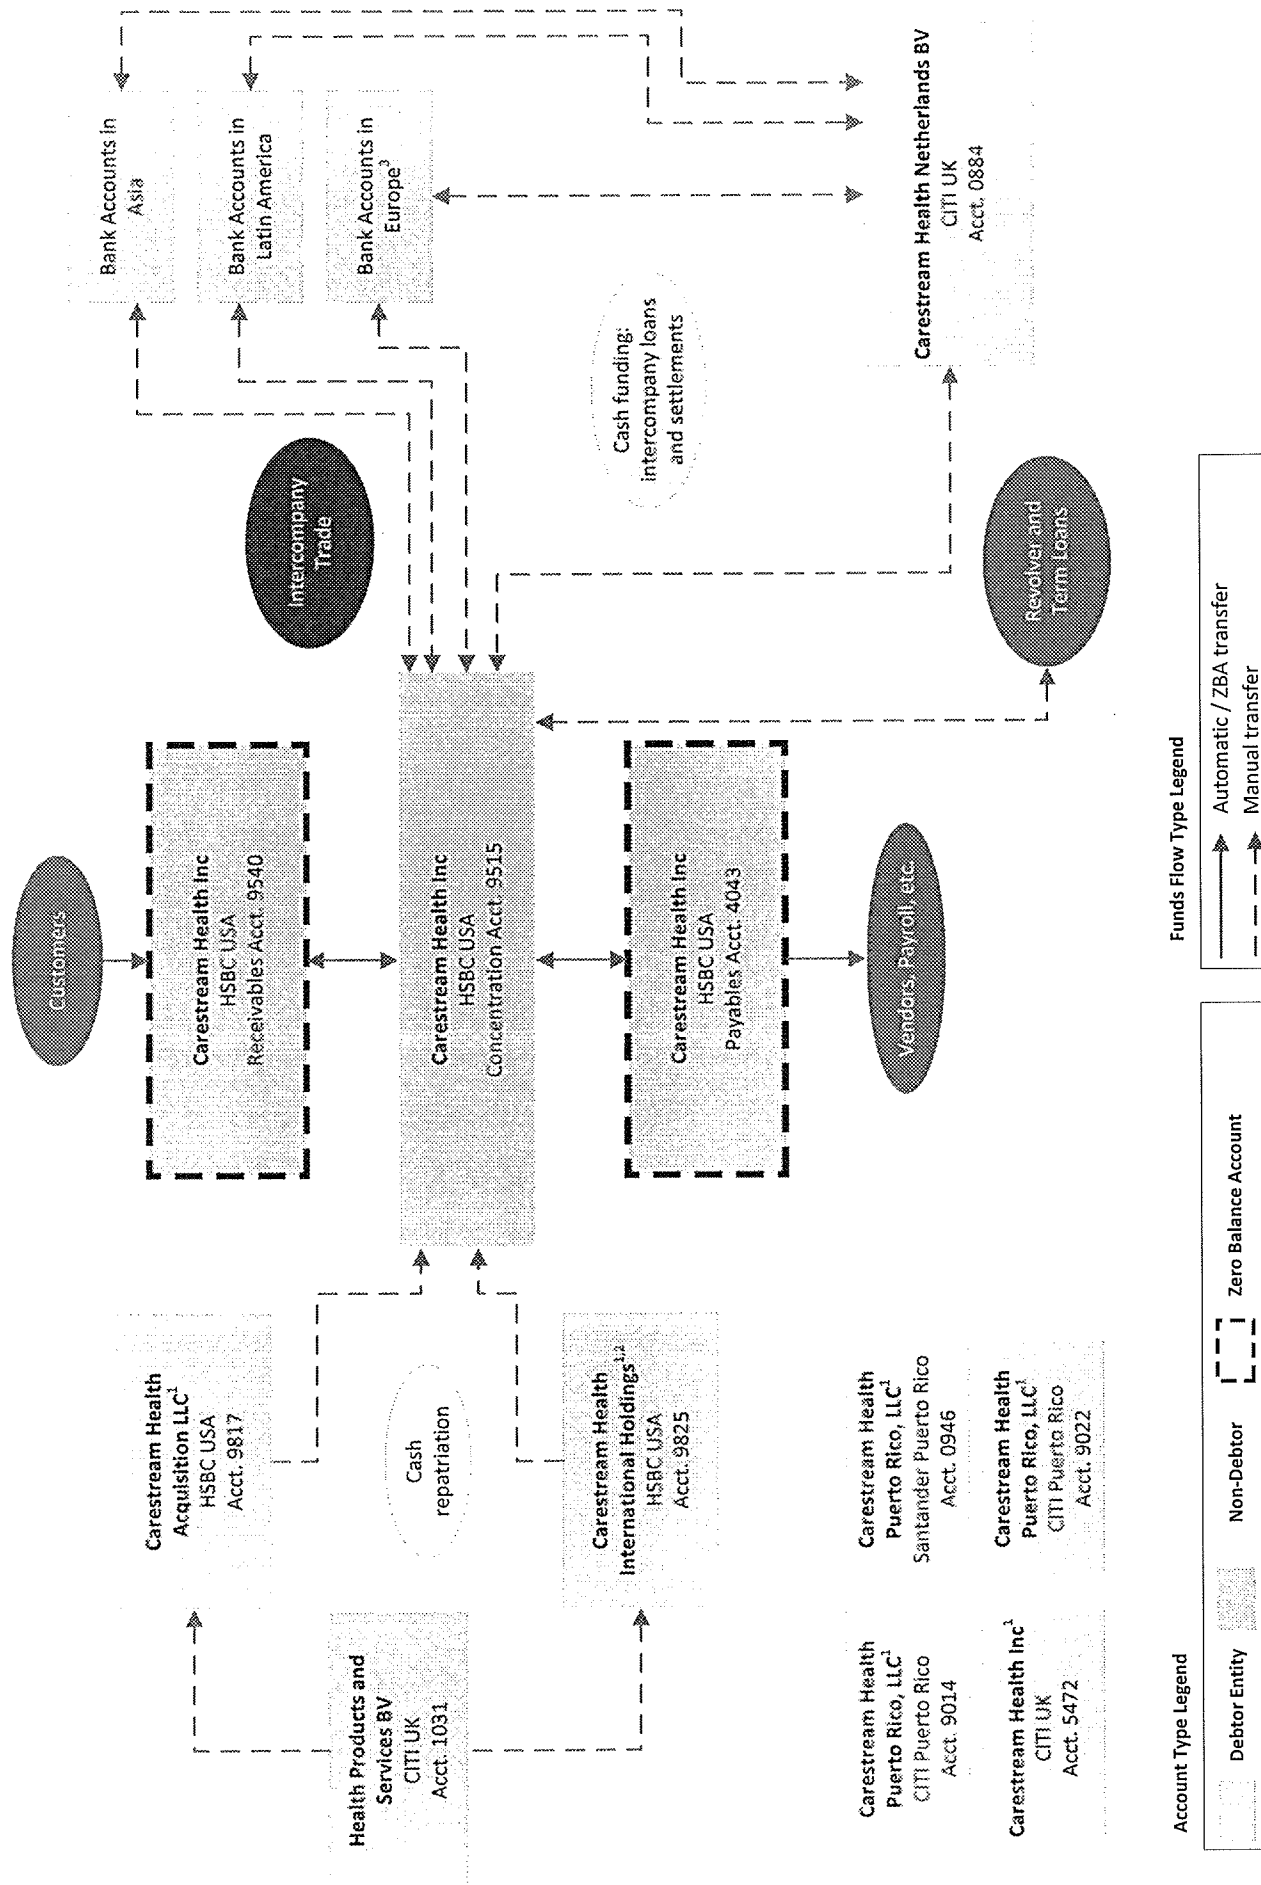 Customers
Carestream Health Inc
HSBC USA
Receivables Acct. 9540
Carestream Health
Acquisition LLC¹
HSBC USA
Acct. 9817
Health Products and
Services BV
CITI UK
Acct. 1031
Cash
repatriation
Carestream Health
International Holdings¹,²
HSBC USA
Acct. 9825
Carestream Health Inc
HSBC USA
Concentration Acct. 9515
Intercompany
Trade
Bank Accounts in
Asia
Bank Accounts in
Latin America
Bank Accounts in
Europe³
Cash funding:
intercompany loans
and settlements
Carestream Health Inc
HSBC USA
Payables Acct. 4043
Vendors, Payroll, etc.
Carestream Health Netherlands BV
CITI UK
Acct. 0884
Revolver and
Term Loans
Carestream Health
Puerto Rico, LLC¹
CITI Puerto Rico
Acct. 9014
Carestream Health
Puerto Rico, LLC¹
Santander Puerto Rico
Acct. 0946
Carestream Health Inc¹
CITI UK
Acct. 5472
Carestream Health
Puerto Rico, LLC¹
CITI Puerto Rico
Acct. 9022
Account Type Legend
Debtor Entity
Non-Debtor
Zero Balance Account
Funds Flow Type Legend
Automatic / ZBA transfer
Manual transfer